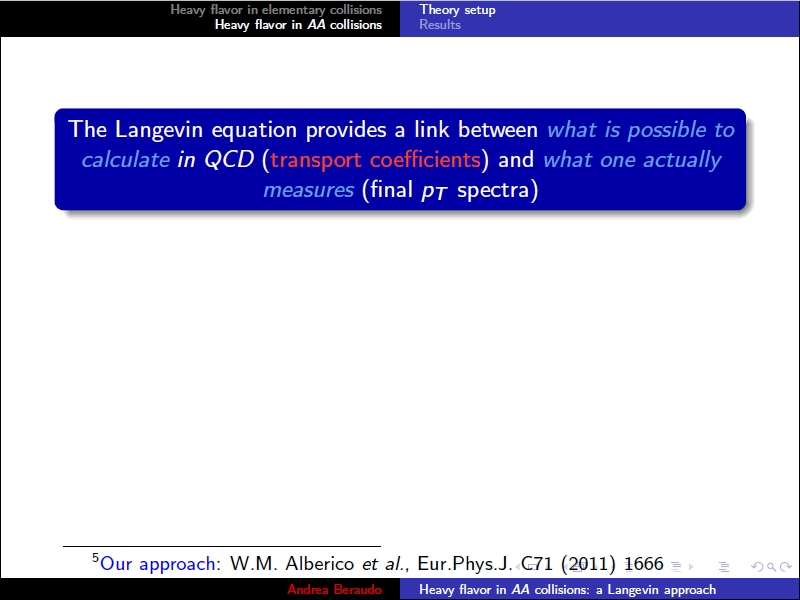 Heavy flavor in elementary collisions
Heavy flavor in AA collisions
Theory setup
Results
The Langevin equation provides a link between what is possible to
calculate in QCD (transport coefficients) and what one actually
measures (final pT spectra)
5Our approach: W.M. Alberico et al., Eur.Phys.J. C71 (2011) 1666
Andrea Beraudo
Heavy flavor in AA collisions: a Langevin approach